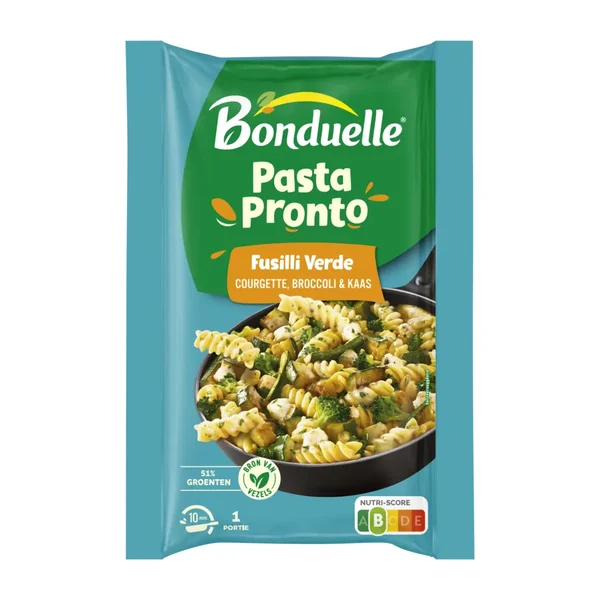 Bonduelle®
Pasta
Pronto
Fusilli Verde
COURGETTE, BROCCOLI & KAAS
51%
GROENTEN
BRON VAN
VEZELS
10 min
1
PORTIE
NUTRI-SCORE
A B C D E